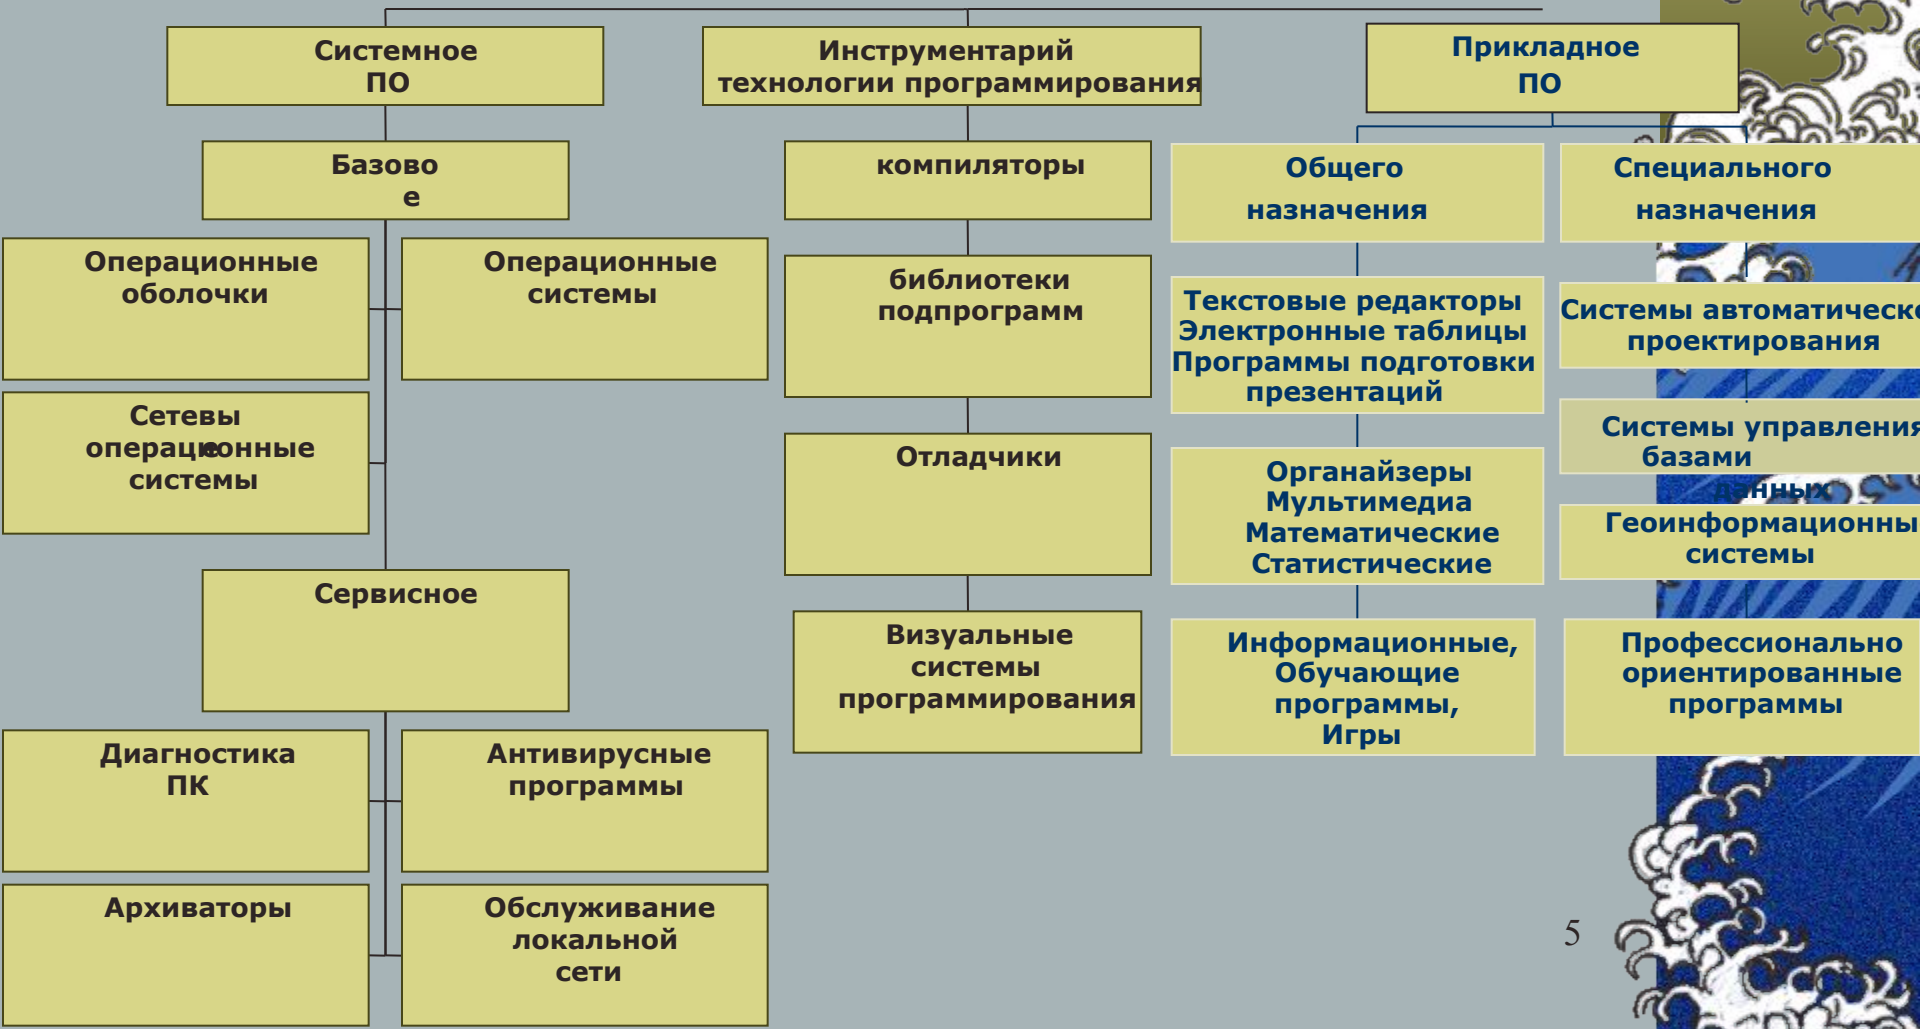 Системное
ПО
Инструментарий
технологии программирования
Прикладное
ПО
Базово
е
компиляторы
Общего
назначения
Специального
назначения
Операционные
оболочки
Операционные
системы
библиотеки
подпрограмм
Текстовые редакторы
Электронные таблицы
Программы подготовки
презентаций
Системы автоматическо
проектирования
Сетевы
е
операционные
системы
Отладчики
Органайзеры
Мультимедиа
Математические
Статистические
Системы управления
базами
данных
Геоинформационны
системы
Сервисное
Визуальные
системы
программирования
Информационные,
Обучающие
программы,
Игры
Профессионально
ориентированные
программы
Диагностика
ПК
Антивирусные
программы
Архиваторы
Обслуживание
локальной
сети
5